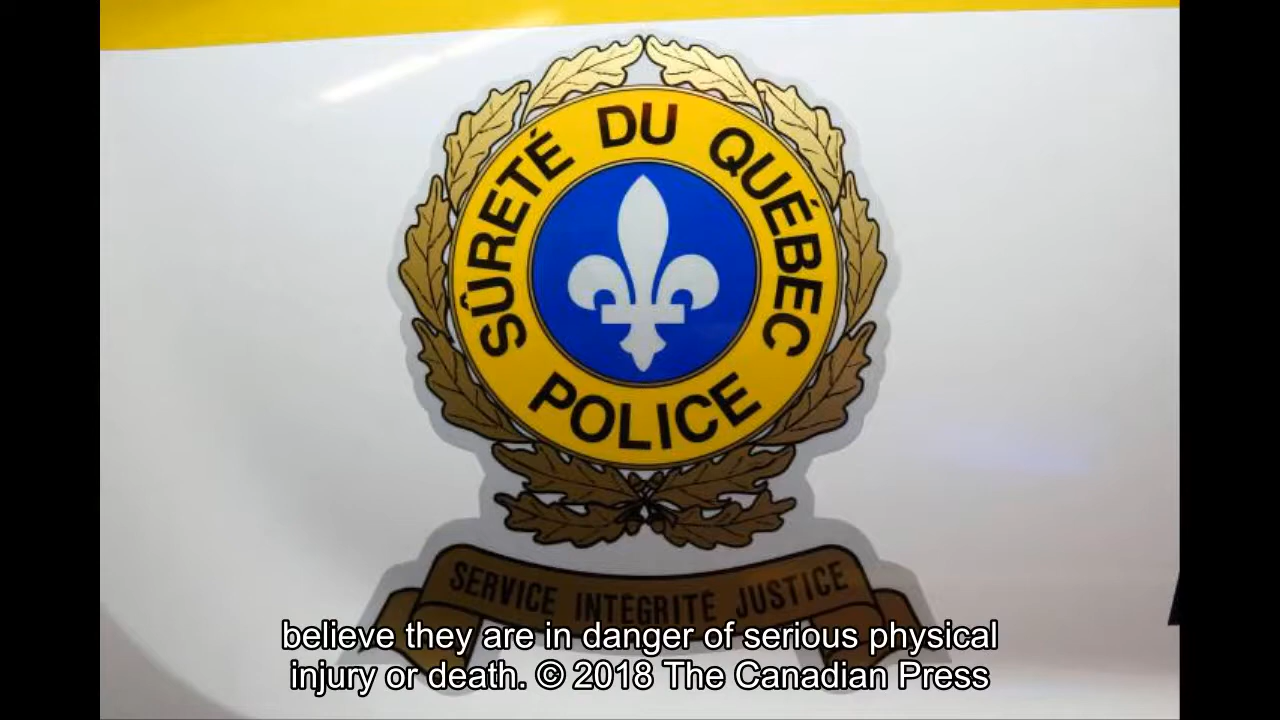 SÛRETÉ DU QUÉBEC
POLICE
SERVICE INTÉGRITÉ JUSTICE
believe they are in danger of serious physical
injury or death. © 2018 The Canadian Press